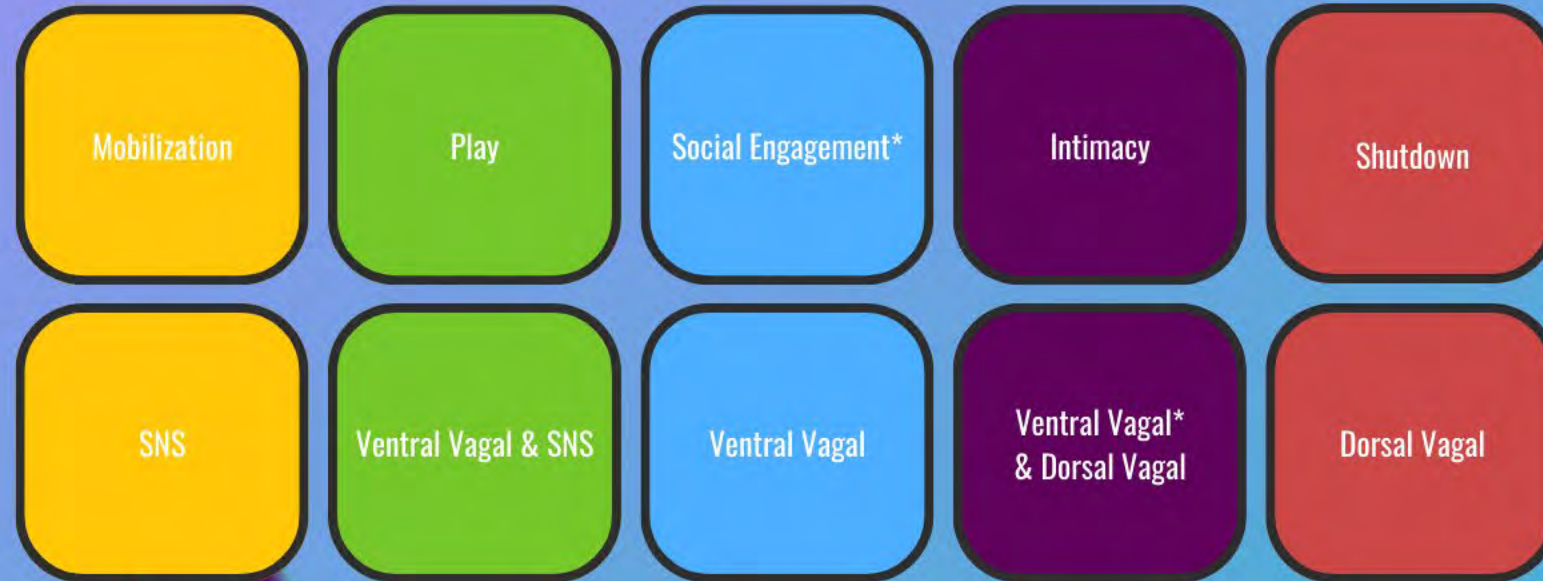 Mobilization
Play
Social Engagement*
Intimacy
Shutdown
SNS
Ventral Vagal & SNS
Ventral Vagal
Ventral Vagal*
& Dorsal Vagal
Dorsal Vagal